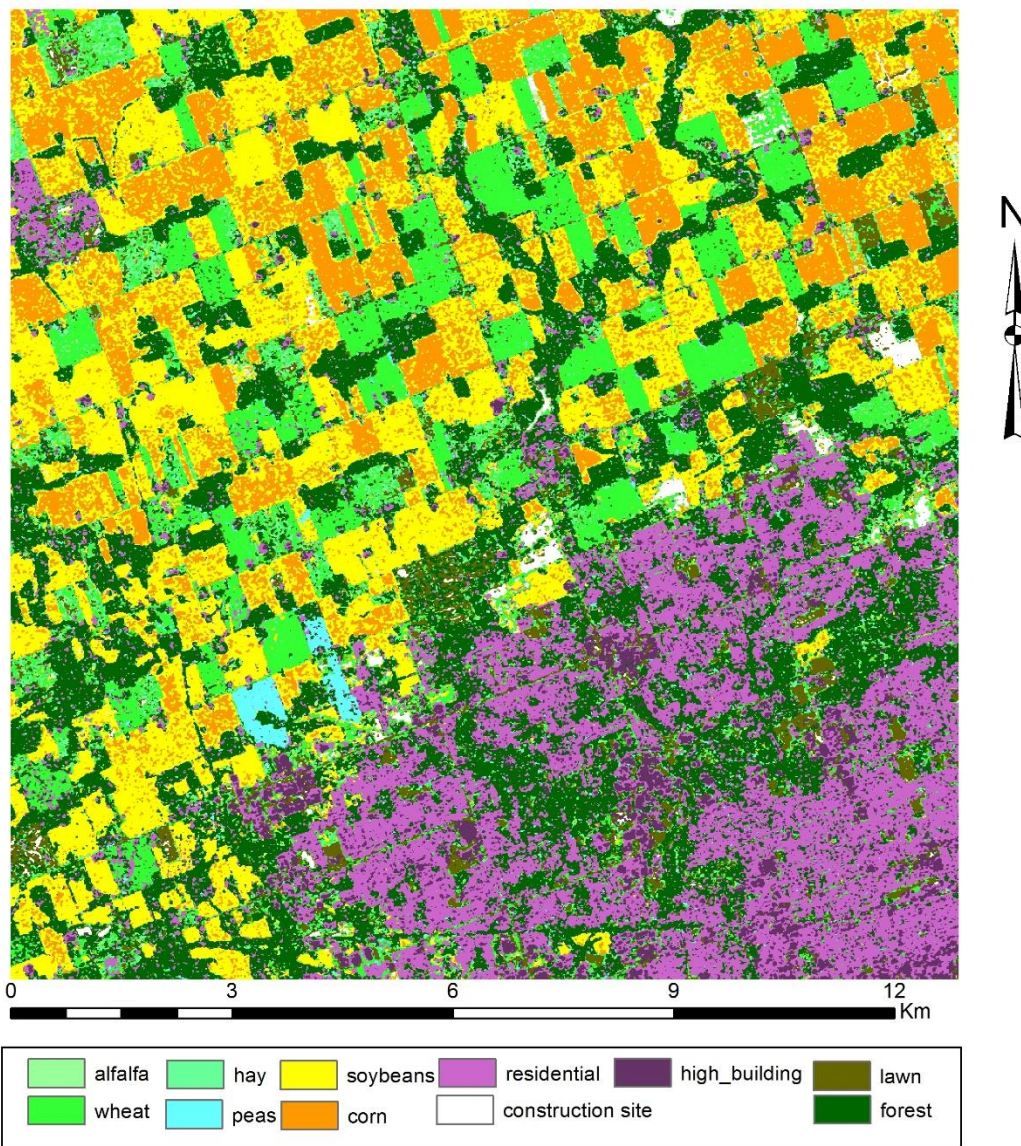 N
0 3 6 9 12
Km
alfalfa hay soybeans residential high_building lawn
wheat peas corn construction site forest